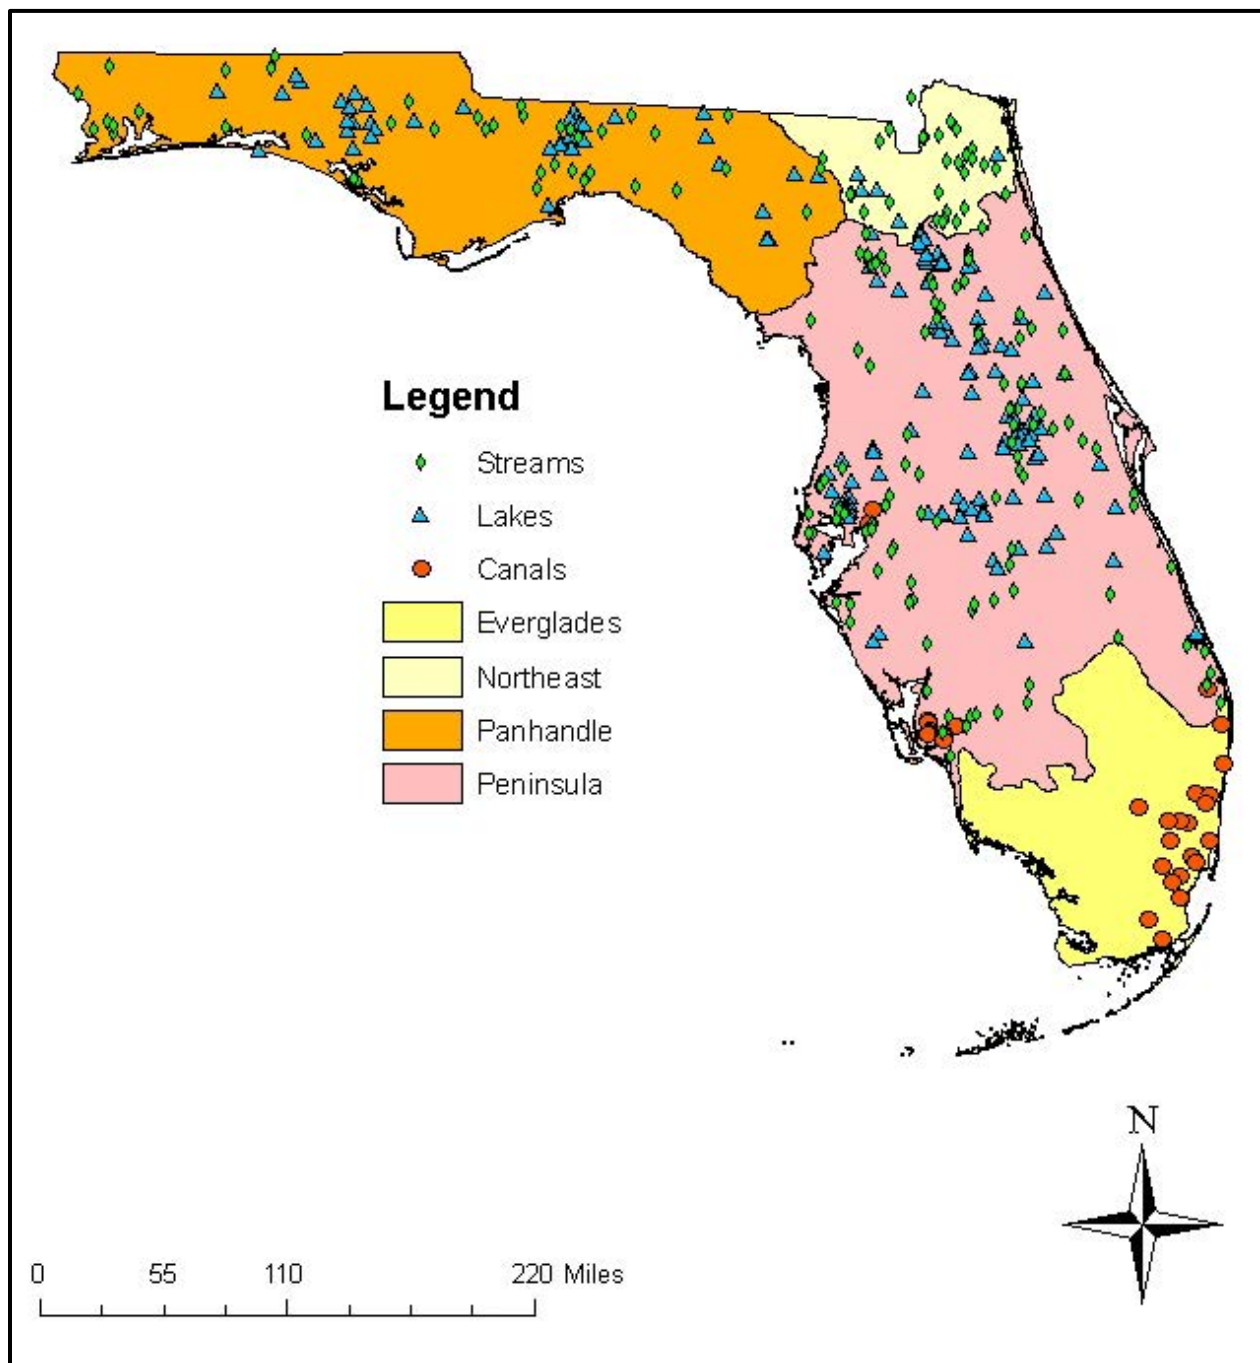 Legend
Streams
Lakes
Canals
Everglades
Northeast
Panhandle
Peninsula
N
0 55 110 220 Miles